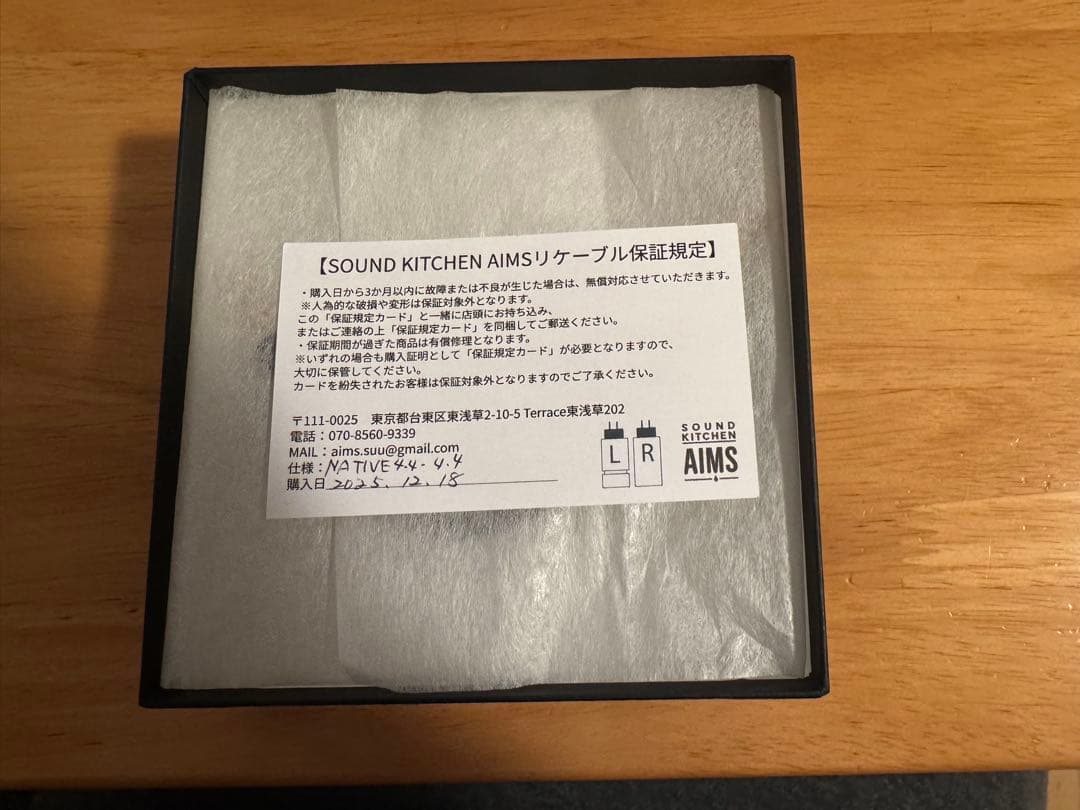 【SOUND KITCHEN AIMSリケーブル保証規定】
・購入日から3か月以内に故障または不良が生じた場合は、無償対応させていただきます。
※人為的な破損や変形は保証対象外となります。
この「保証規定カード」と一緒に店頭にお持ち込み、
またはご連絡の上「保証規定カード」を同梱してご郵送ください。
・保証期間が過ぎた商品は有償修理となります。
※いずれの場合も購入証明として「保証規定カード」が必要となりますので、
大切に保管してください。
カードを紛失されたお客様は保証対象外となりますのでご了承ください。
〒111-0025 東京都台東区東浅草2-10-5 Terrace東浅草202
電話：070-8560-9339
MAIL：aims.suu@gmail.com
仕様：NATIVE 4.4-4.4
購入日 2025.12.18
L R
SOUND
KITCHEN
AIMS